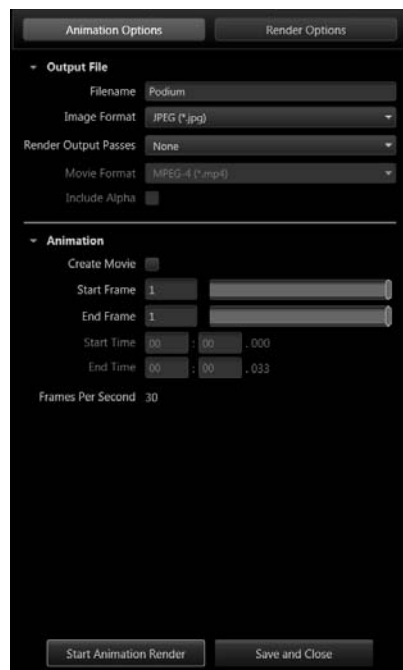 Animation Options Render Options
Output File
Filename Podium
Image Format JPEG (*.jpg)
Render Output Passes None
Movie Format MPEG-4 (*.mp4)
Include Alpha
Animation
Create Movie
Start Frame 1
End Frame 1
Start Time 00 : 00 . 000
End Time 00 : 00 . 033
Frames Per Second 30
Start Animation Render Save and Close